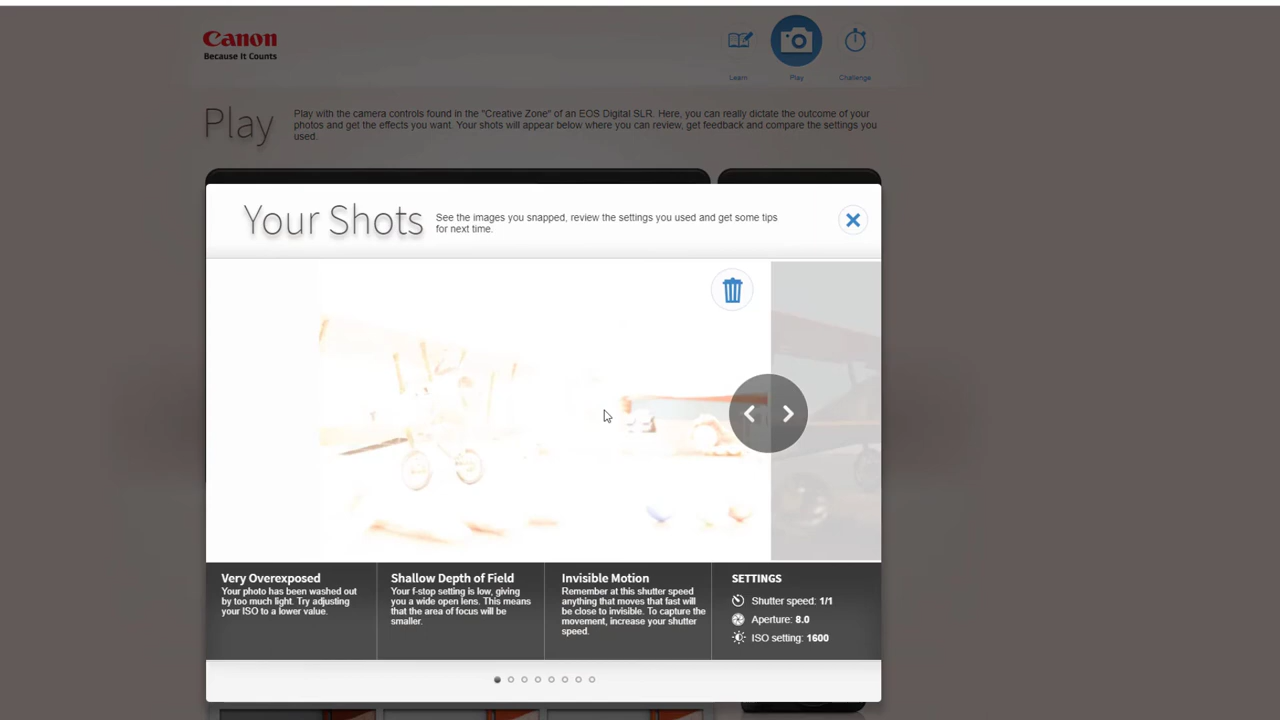 Canon
Because It Counts
Learn
Play
Challenge
Play
Play with the camera controls found in the "Creative Zone" of an EOS Digital SLR. Here, you can really dictate the outcome of your
photos and get the effects you want. Your shots will appear below where you can review, get feedback and compare the settings you
used.
Your Shots
See the images you snapped, review the settings you used and get some tips
for next time.
Very Overexposed
Your photo has been washed out
by too much light. Try adjusting
your ISO to a lower value.
Shallow Depth of Field
Your f-stop setting is low, giving
you a wide open lens. This means
that the area of focus will be
smaller.
Invisible Motion
Remember at this shutter speed
anything that moves that fast will
be close to invisible. To capture the
movement, increase your shutter
speed.
SETTINGS
Shutter speed: 1/1
Aperture: 8.0
ISO setting: 1600